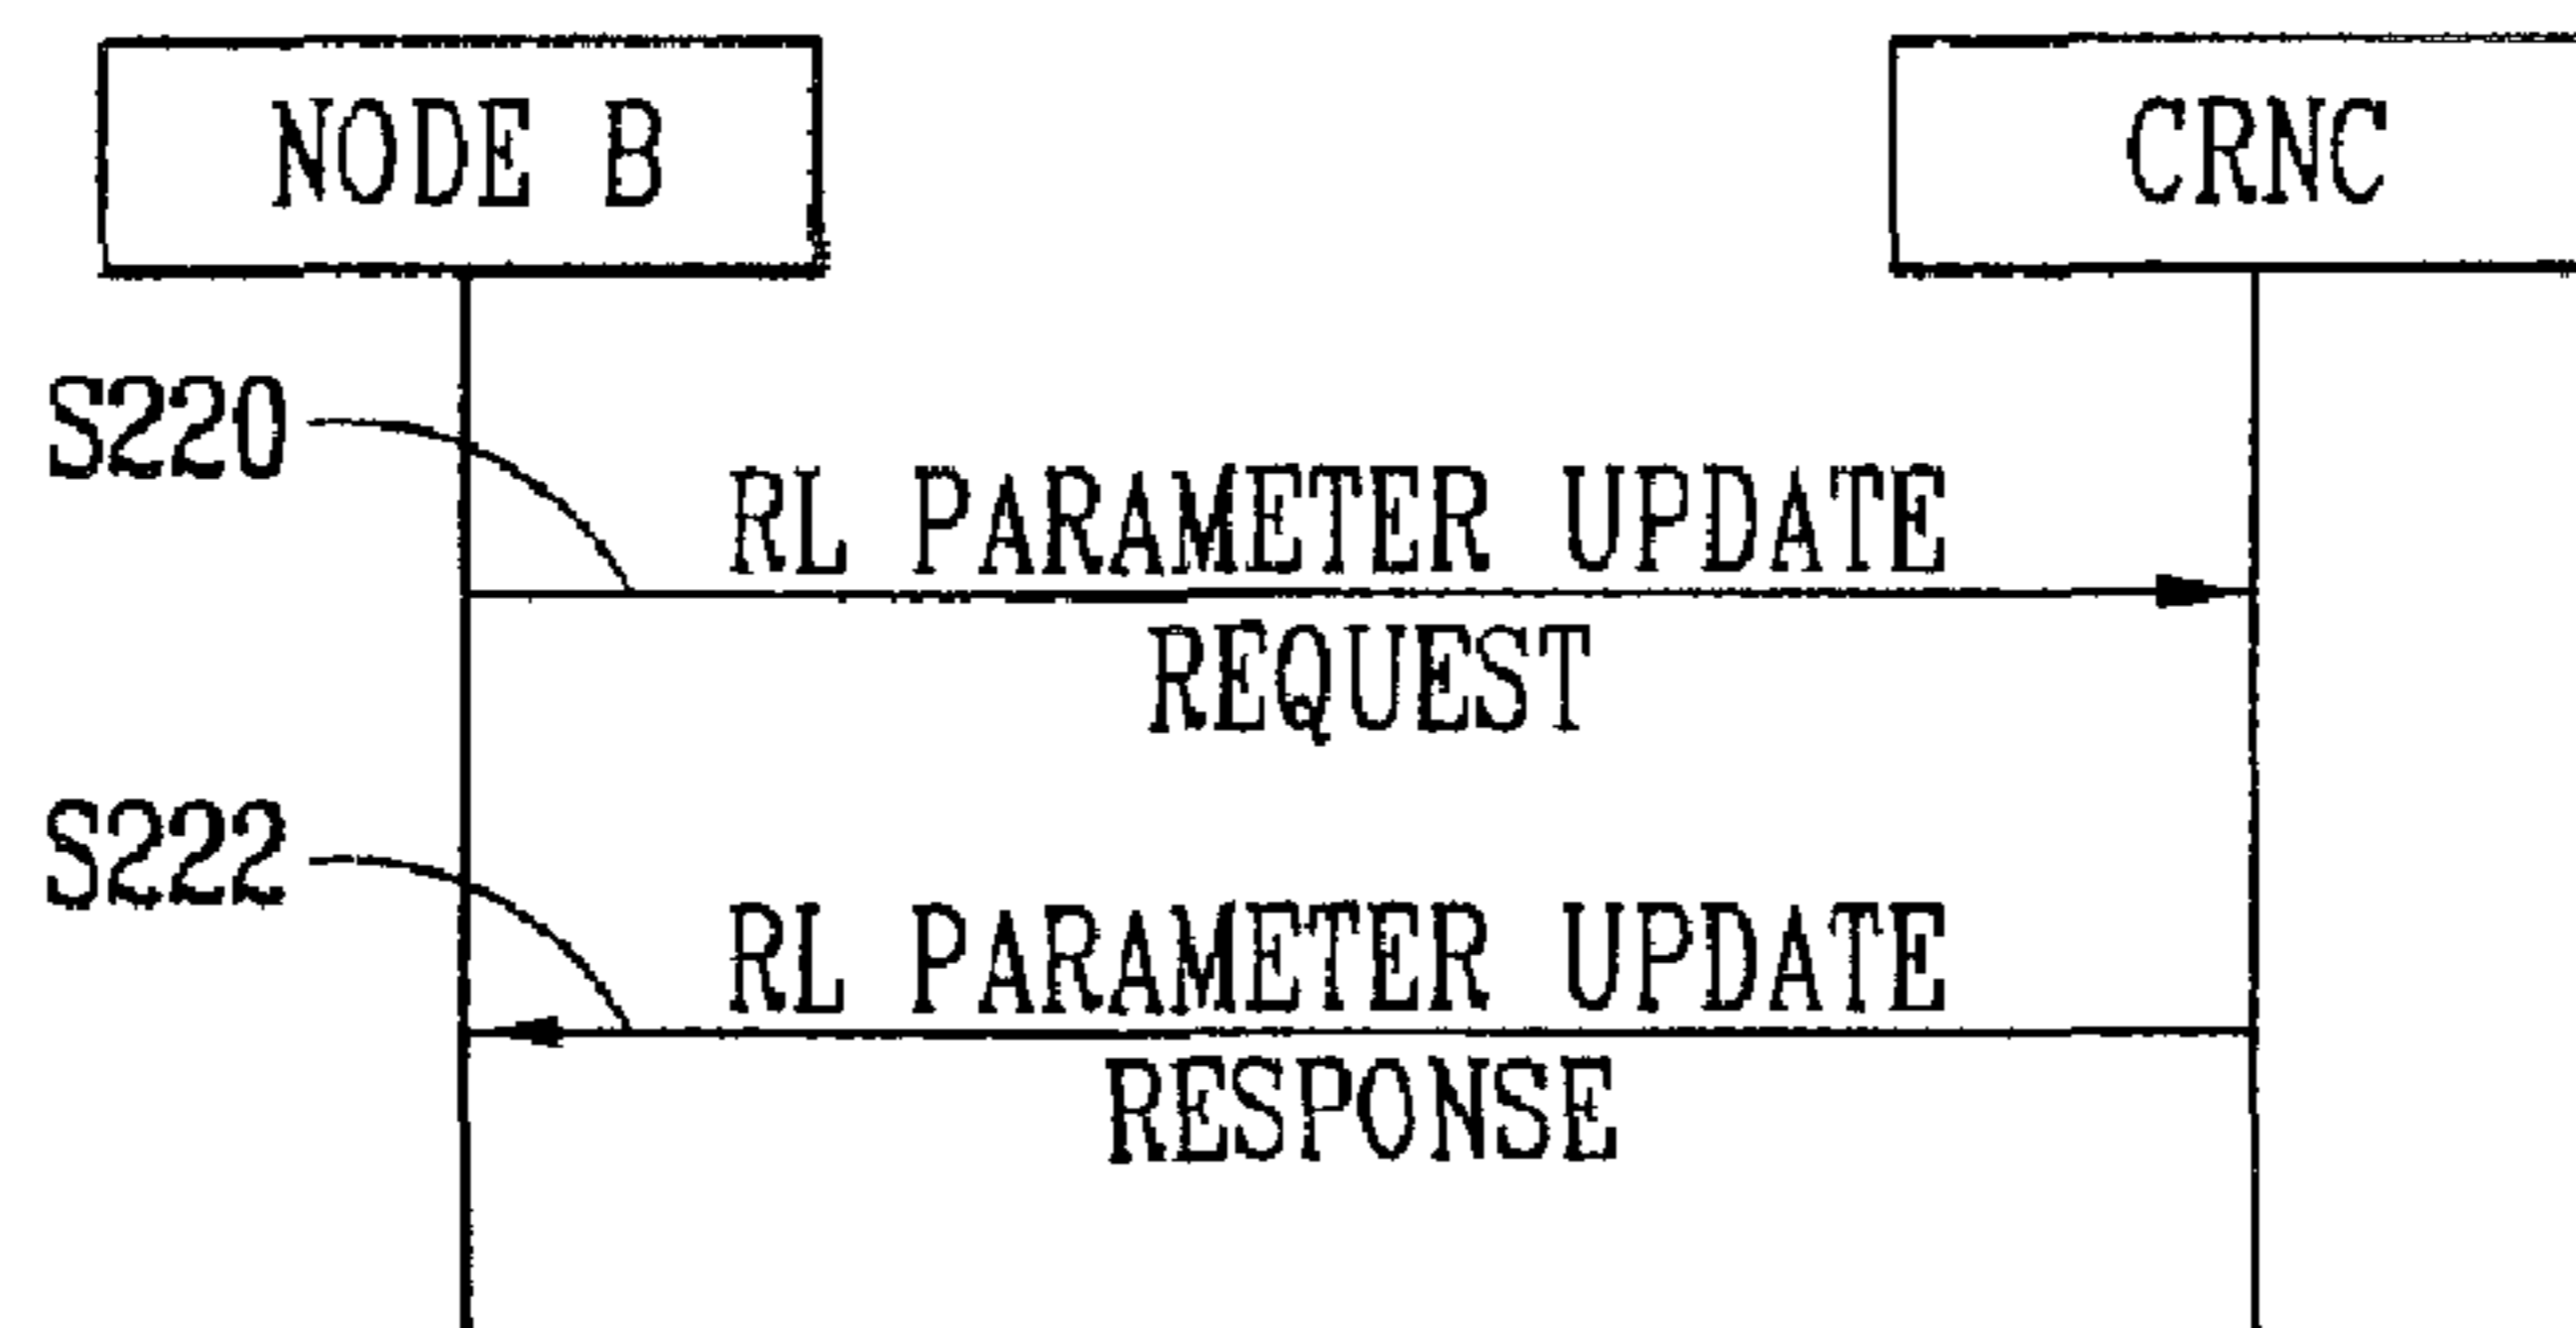 NODE B
CRNC
S220
RL PARAMETER UPDATE
REQUEST
S222
RL PARAMETER UPDATE
RESPONSE